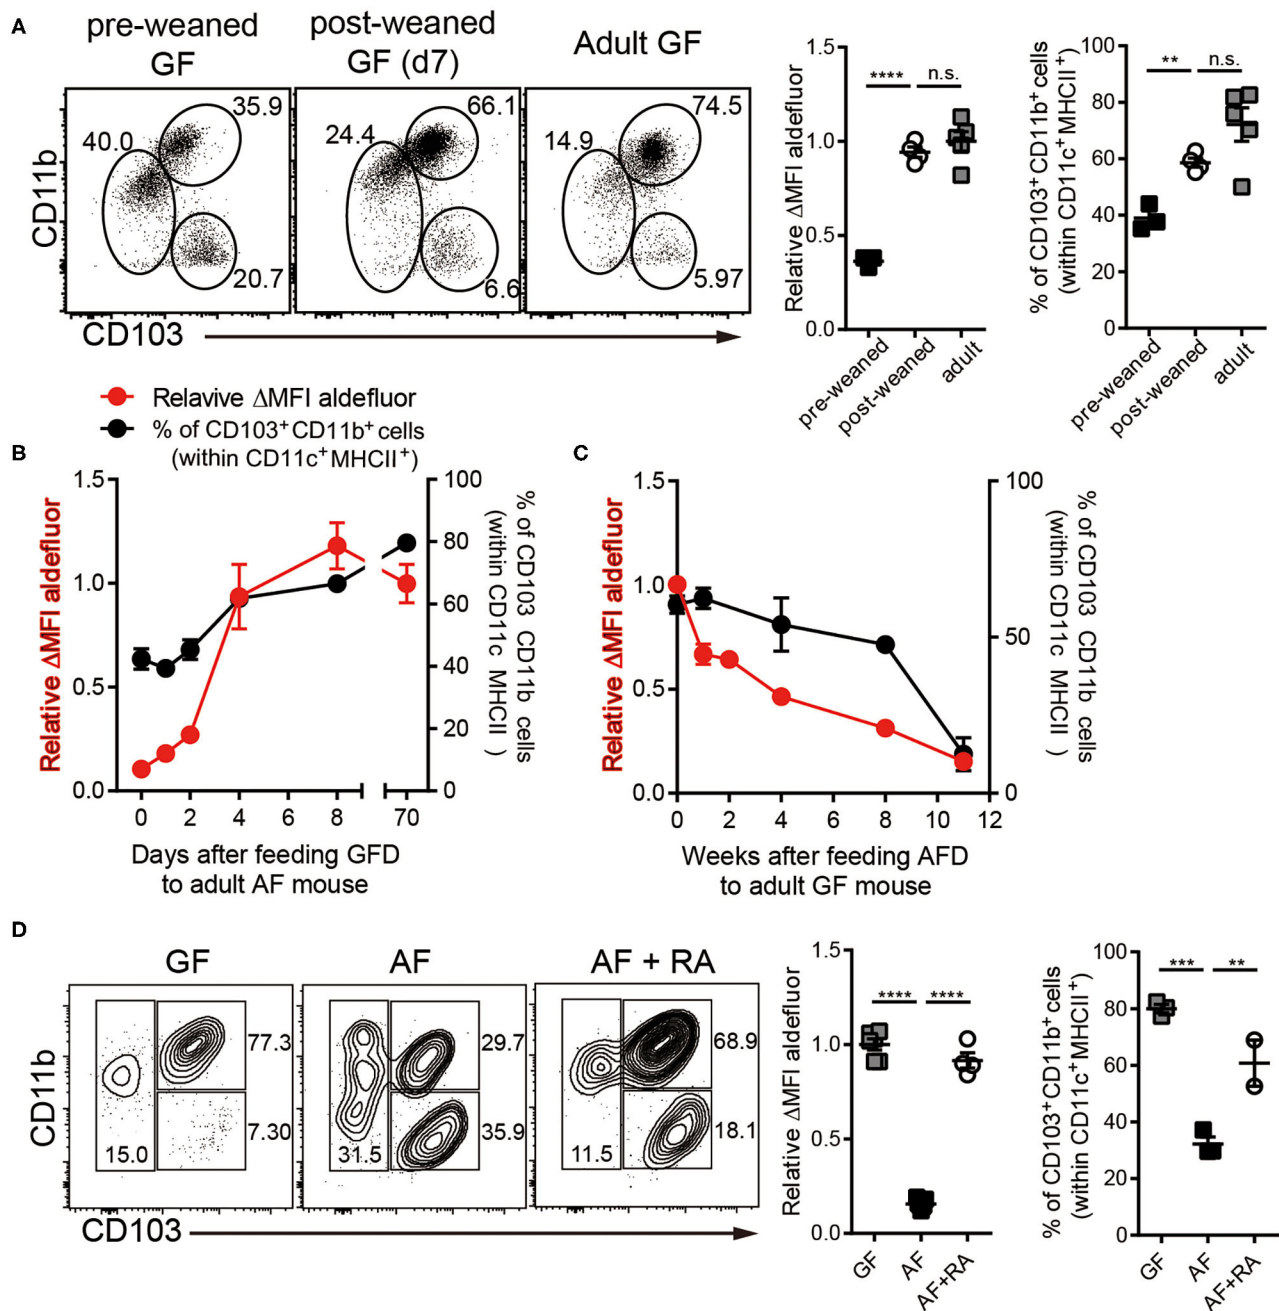 A
pre-weaned
GF
post-weaned
GF (d7)
Adult GF
CD11b
35.9
40.0
20.7
66.1
24.4
6.6
74.5
14.9
5.97
CD103
Relative ΔMFI aldefluor
1.5
1.0
0.5
0.0
****
n.s.
pre-weaned
post-weaned
adult
% of CD103⁺CD11b⁺ cells
(within CD11c⁺MHCII⁺)
100
80
60
40
20
0
**
n.s.
pre-weaned
post-weaned
adult
Relavive ΔMFI aldefluor
% of CD103⁺CD11b⁺ cells
(within CD11c⁺MHCII⁺)
B
Relative ΔMFI aldefluor
1.5
1.0
0.5
0.0
100
80
60
40
20
0
% of CD103 CD11b cells
(within CD11c MHCII )
0 2 4 6 8 70
Days after feeding GFD
to adult AF mouse
C
Relative ΔMFI aldefluor
1.5
1.0
0.5
0.0
100
50
0
% of CD103 CD11b cells
(within CD11c MHCII )
0 2 4 6 8 10 12
Weeks after feeding AFD
to adult GF mouse
D
GF
AF
AF + RA
CD11b
77.3
7.30
15.0
29.7
35.9
31.5
68.9
18.1
11.5
CD103
Relative ΔMFI aldefluor
1.5
1.0
0.5
0.0
****
****
GF
AF
AF+RA
% of CD103⁺CD11b⁺ cells
(within CD11c⁺MHCII⁺)
100
80
60
40
20
0
***
**
GF
AF
AF+RA